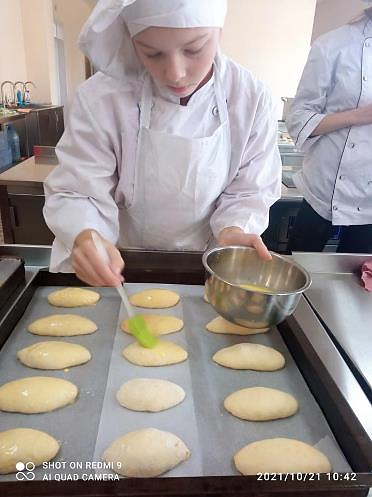 SHOT ON REDMI 9
AI QUAD CAMERA
2021/10/21 10:42